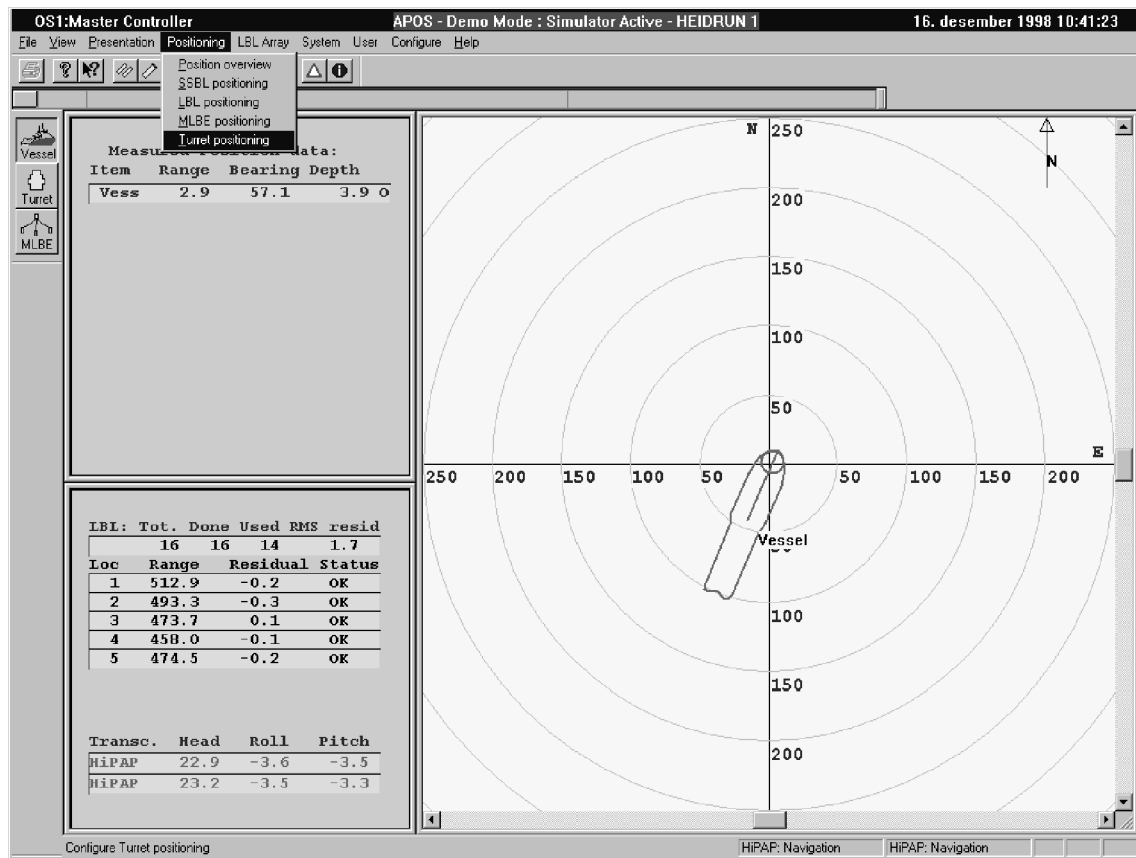 OS1:Master Controller APOS - Demo Mode : Simulator Active - HEIDRUN 1 16. desember 1998 10:41:23
File View Presentation Positioning LBL Array System User Configure Help
Position overview
SSBL positioning
LBL positioning
MLBE positioning
Turret positioning
Vessel
Turret
MLBE
Measured data:
Item Range Bearing Depth
Vess 2.9 57.1 3.9 O
LBL: Tot. Done Used RMS resid
16 16 14 1.7
Loc Range Residual Status
1 512.9 -0.2 OK
2 493.3 -0.3 OK
3 473.7 0.1 OK
4 458.0 -0.1 OK
5 474.5 -0.2 OK
Transc. Head Roll Pitch
HiPAP 22.9 -3.6 -3.5
HiPAP 23.2 -3.5 -3.3
N 250
N
200
150
100
50
E
250 200 150 100 50 50 100 150 200
Vessel
100
150
200
Configure Turret positioning HiPAP: Navigation HiPAP: Navigation